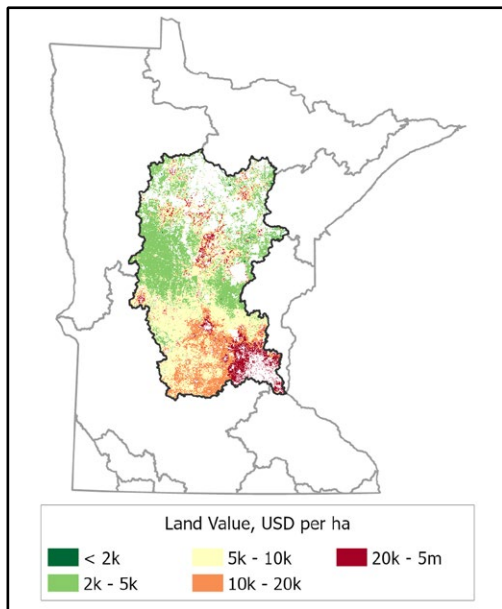 Land Value, USD per ha
< 2k
5k - 10k
20k - 5m
2k - 5k
10k - 20k